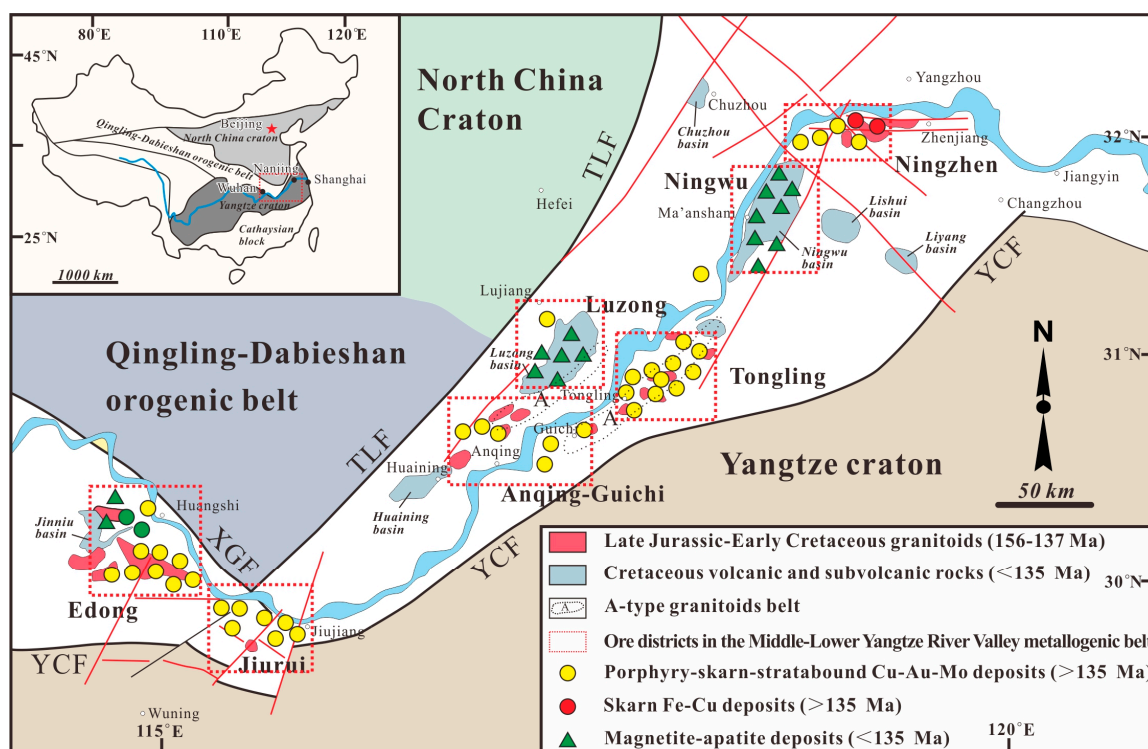 80°E
110°E
120°E
45°N
25°N
Beijing
North China craton
Qingling-Dabieshan orogenic belt
Nanjing
Shanghai
Wuhan
Yangtze craton
Cathaysian
block
1000 km
North China
Craton
TLF
Hefei
Chuzhou
Chuzhou
basin
Yangzhou
Zhenjiang
32°N
Ningzhen
Jiangyin
Ningwu
Ma'anshan
Lishui
basin
Changzhou
Liyang
basin
Ningwu
basin
YCF
Lujiang
Luzong
Luzong
basin
31°N
Qingling-Dabieshan
orogenic belt
A
Tongling
Tongling
A
Guichi
TLF
Anqing
Huaining
Anqing-Guichi
Huaining
basin
Yangtze craton
N
50 km
Huangshi
Jinniu
basin
XGF
YCF
Edong
Jiujiang
Jiurui
YCF
Wuning
115°E
120°E
30°N
Late Jurassic-Early Cretaceous granitoids (156-137 Ma)
Cretaceous volcanic and subvolcanic rocks (<135 Ma)
A
A-type granitoids belt
Ore districts in the Middle-Lower Yangtze River Valley metallogenic belt
Porphyry-skarn-stratabound Cu-Au-Mo deposits (>135 Ma)
Skarn Fe-Cu deposits (>135 Ma)
Magnetite-apatite deposits (<135 Ma)